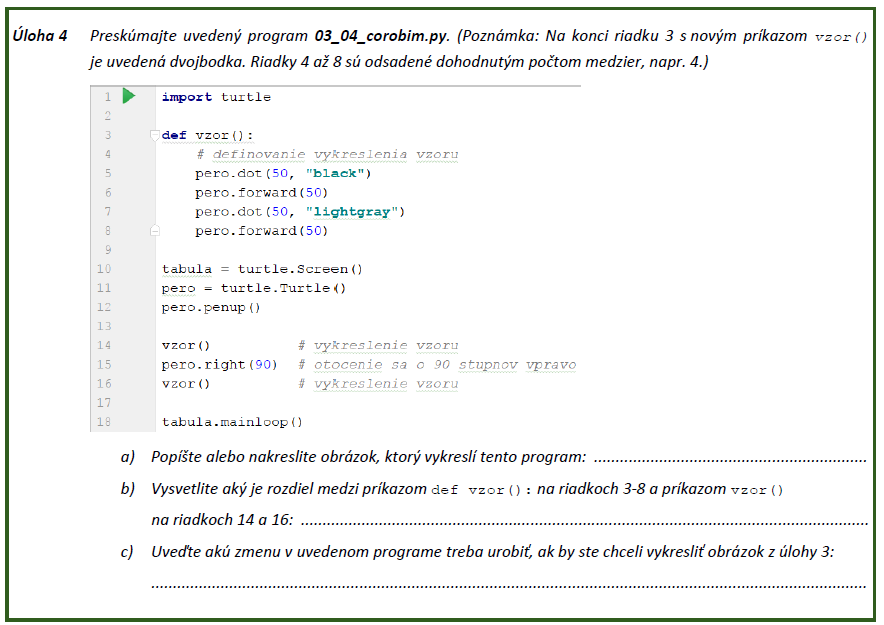 Úloha 4 Preskúmajte uvedený program 03_04_corobim.py. (Poznámka: Na konci riadku 3 s novým príkazom vzor()
je uvedená dvojbodka. Riadky 4 až 8 sú odsadené dohodnutým počtom medzier, napr. 4.)
1 import turtle
2
3 def vzor():
4     # definovanie vykreslenia vzoru
5     pero.dot(50, "black")
6     pero.forward(50)
7     pero.dot(50, "lightgray")
8     pero.forward(50)
9
10 tabula = turtle.Screen()
11 pero = turtle.Turtle()
12 pero.penup()
13
14 vzor()          # vykreslenie vzoru
15 pero.right(90)  # otocenie sa o 90 stupnov vpravo
16 vzor()          # vykreslenie vzoru
17
18 tabula.mainloop()
a) Popíšte alebo nakreslite obrázok, ktorý vykreslí tento program: ..............................................................
b) Vysvetlite aký je rozdiel medzi príkazom def vzor(): na riadkoch 3-8 a príkazom vzor()
na riadkoch 14 a 16: ..................................................................................................................
c) Uveďte akú zmenu v uvedenom programe treba urobiť, ak by ste chceli vykresliť obrázok z úlohy 3:
................................................................................................................................................